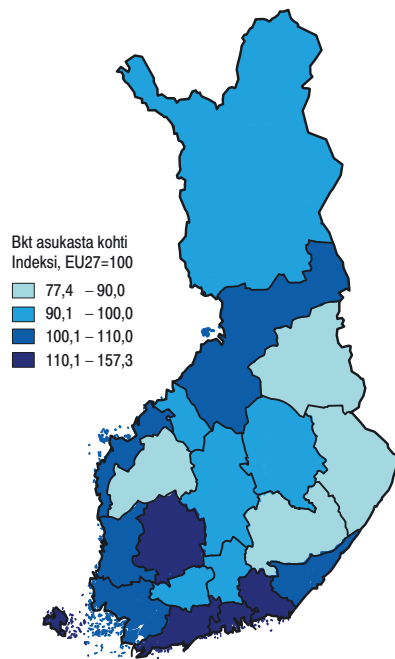 Bkt asukasta kohti
Indeksi, EU27=100
77,4 – 90,0
90,1 – 100,0
100,1 – 110,0
110,1 – 157,3